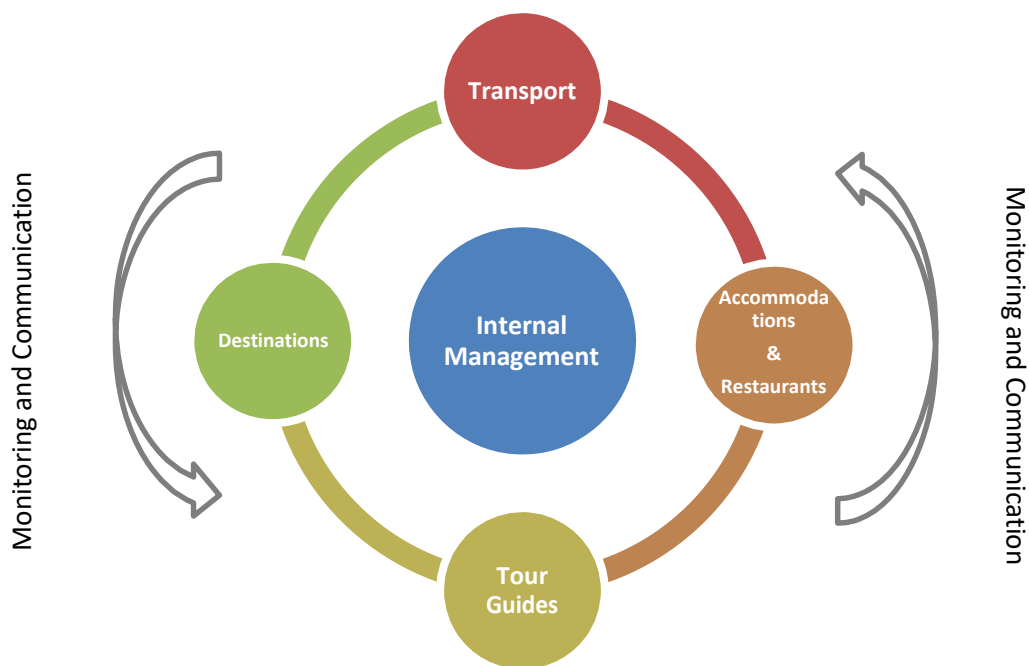 Transport
Monitoring and Communication
Destinations
Internal
Management
Accommoda
tions
&
Restaurants
Monitoring and Communication
Tour
Guides